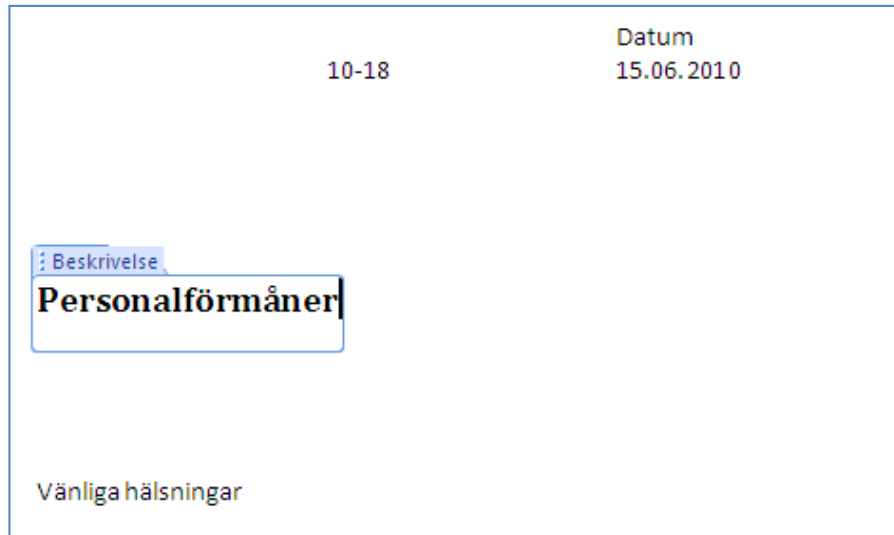 Datum
10-18 15.06.2010
Beskrivelse
Personalförmåner
Vänliga hälsningar